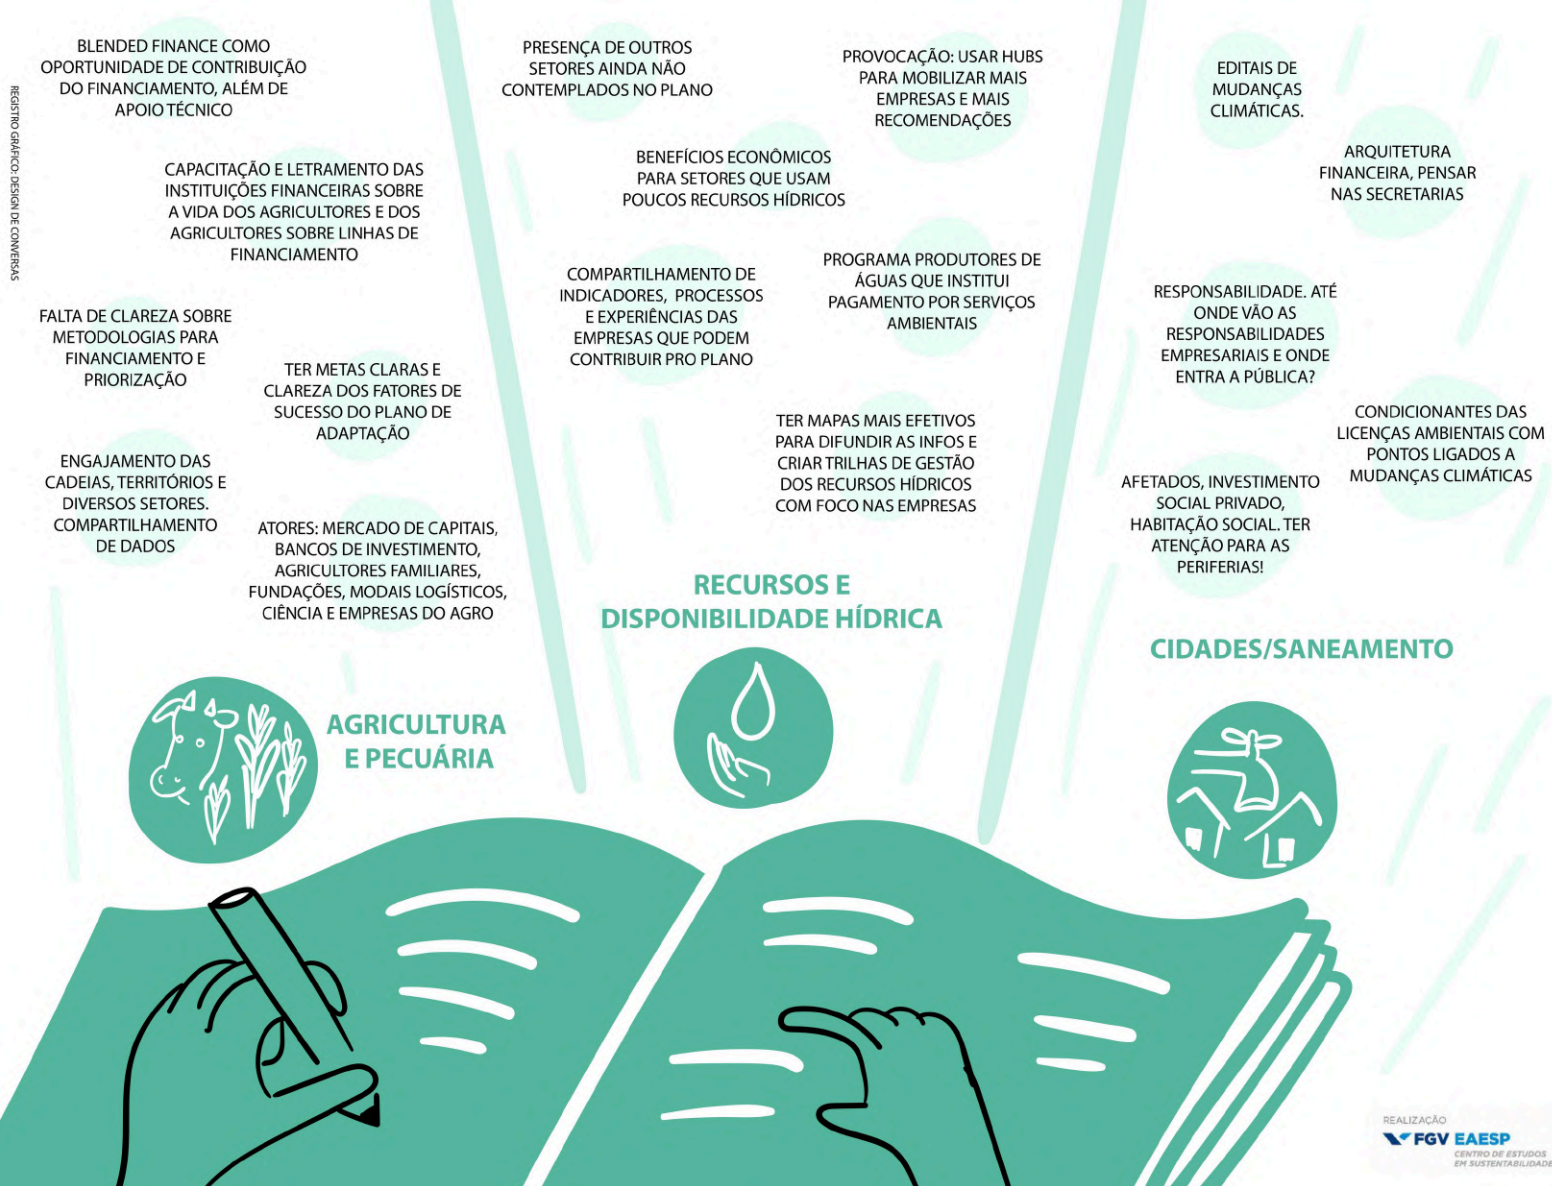 REGISTRO GRÁFICO: DESIGN DE CONVERSAS
BLENDED FINANCE COMO
OPORTUNIDADE DE CONTRIBUIÇÃO
DO FINANCIAMENTO, ALÉM DE
APOIO TÉCNICO
CAPACITAÇÃO E LETRAMENTO DAS
INSTITUIÇÕES FINANCEIRAS SOBRE
A VIDA DOS AGRICULTORES E DOS
AGRICULTORES SOBRE LINHAS DE
FINANCIAMENTO
FALTA DE CLAREZA SOBRE
METODOLOGIAS PARA
FINANCIAMENTO E
PRIORIZAÇÃO
TER METAS CLARAS E
CLAREZA DOS FATORES DE
SUCESSO DO PLANO DE
ADAPTAÇÃO
ENGAJAMENTO DAS
CADEIAS, TERRITÓRIOS E
DIVERSOS SETORES.
COMPARTILHAMENTO
DE DADOS
ATORES: MERCADO DE CAPITAIS,
BANCOS DE INVESTIMENTO,
AGRICULTORES FAMILIARES,
FUNDAÇÕES, MODAIS LOGÍSTICOS,
CIÊNCIA E EMPRESAS DO AGRO
AGRICULTURA
E PECUÁRIA
PRESENÇA DE OUTROS
SETORES AINDA NÃO
CONTEMPLADOS NO PLANO
PROVOCAÇÃO: USAR HUBS
PARA MOBILIZAR MAIS
EMPRESAS E MAIS
RECOMENDAÇÕES
BENEFÍCIOS ECONÔMICOS
PARA SETORES QUE USAM
POUCOS RECURSOS HÍDRICOS
COMPARTILHAMENTO DE
INDICADORES, PROCESSOS
E EXPERIÊNCIAS DAS
EMPRESAS QUE PODEM
CONTRIBUIR PRO PLANO
PROGRAMA PRODUTORES DE
ÁGUAS QUE INSTITUI
PAGAMENTO POR SERVIÇOS
AMBIENTAIS
TER MAPAS MAIS EFETIVOS
PARA DIFUNDIR AS INFOS E
CRIAR TRILHAS DE GESTÃO
DOS RECURSOS HÍDRICOS
COM FOCO NAS EMPRESAS
RECURSOS E
DISPONIBILIDADE HÍDRICA
EDITAIS DE
MUDANÇAS
CLIMÁTICAS.
ARQUITETURA
FINANCEIRA, PENSAR
NAS SECRETARIAS
RESPONSABILIDADE. ATÉ
ONDE VÃO AS
RESPONSABILIDADES
EMPRESARIAIS E ONDE
ENTRA A PÚBLICA?
CONDICIONANTES DAS
LICENÇAS AMBIENTAIS COM
PONTOS LIGADOS A
MUDANÇAS CLIMÁTICAS
AFETADOS, INVESTIMENTO
SOCIAL PRIVADO,
HABITAÇÃO SOCIAL. TER
ATENÇÃO PARA AS
PERIFERIAS!
CIDADES/SANEAMENTO
REALIZAÇÃO
FGV EAESP
CENTRO DE ESTUDOS
EM SUSTENTABILIDADE